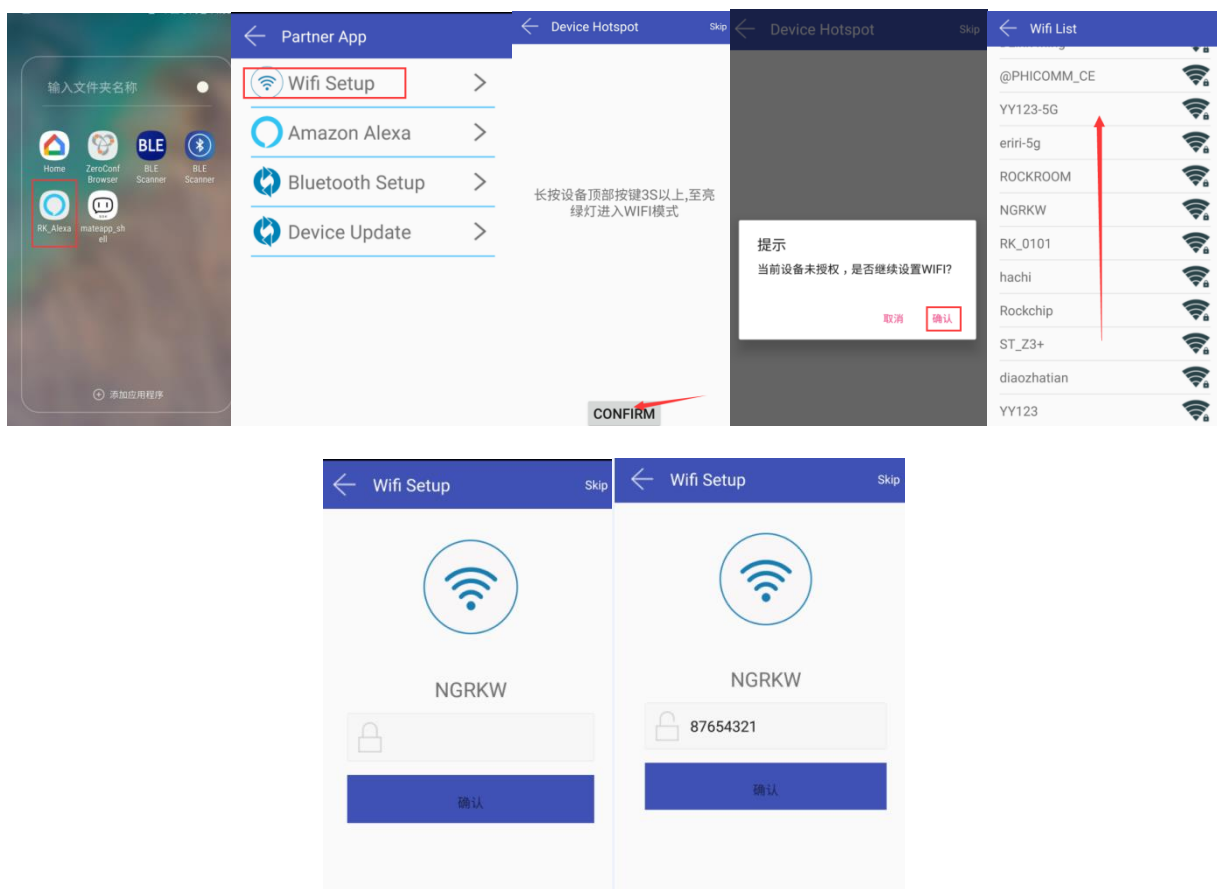 输入文件夹名称
Home
ZeroConf
Browser
BLE
BLE
Scanner
BLE
Scanner
RK_Alexa
mateapp_sh
ell
添加应用程序
Partner App
Wifi Setup
Amazon Alexa
Bluetooth Setup
Device Update
Device Hotspot
Skip
长按设备顶部按键3S以上,至亮
绿灯进入WIFI模式
CONFIRM
Device Hotspot
Skip
提示
当前设备未授权，是否继续设置WIFI?
取消
确认
Wifi List
@PHICOMM_CE
YY123-5G
eriri-5g
ROCKROOM
NGRKW
RK_0101
hachi
Rockchip
ST_Z3+
diaozhatian
YY123
Wifi Setup
Skip
NGRKW
确认
Wifi Setup
Skip
NGRKW
87654321
确认